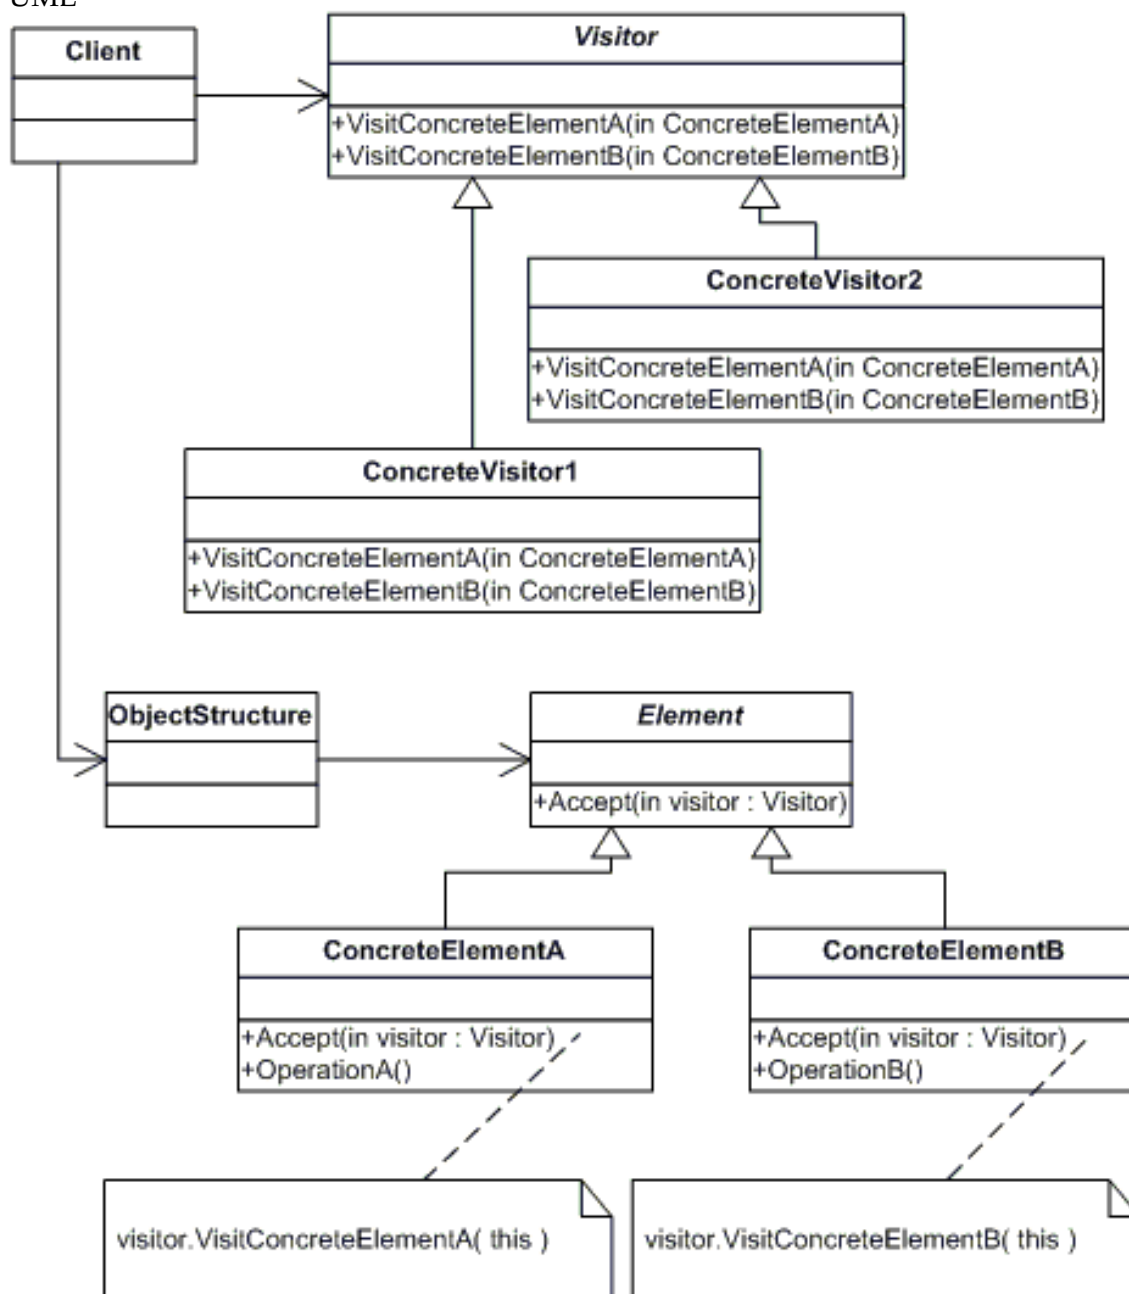 UML
Client
Visitor
+VisitConcreteElementA(in ConcreteElementA)
+VisitConcreteElementB(in ConcreteElementB)
ConcreteVisitor2
+VisitConcreteElementA(in ConcreteElementA)
+VisitConcreteElementB(in ConcreteElementB)
ConcreteVisitor1
+VisitConcreteElementA(in ConcreteElementA)
+VisitConcreteElementB(in ConcreteElementB)
ObjectStructure
Element
+Accept(in visitor : Visitor)
ConcreteElementA
+Accept(in visitor : Visitor)
+OperationA()
ConcreteElementB
+Accept(in visitor : Visitor)
+OperationB()
visitor.VisitConcreteElementA( this )
visitor.VisitConcreteElementB( this )